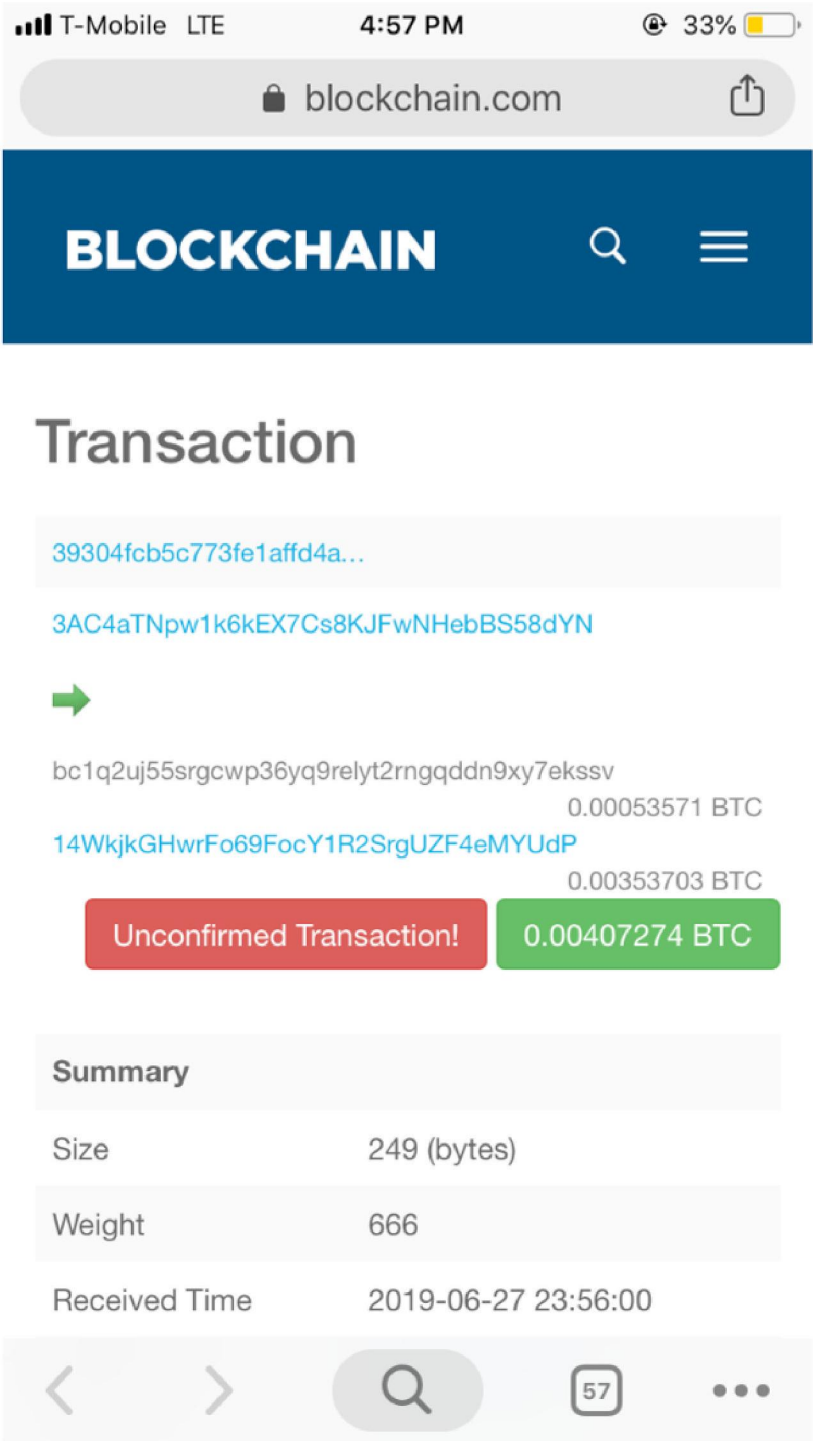 T-Mobile LTE 4:57 PM 33%
blockchain.com
BLOCKCHAIN
Transaction
39304fcb5c773fe1affd4a...
3AC4aTNpw1k6kEX7Cs8KJFwNHebBS58dYN
bc1q2uj55srgcwp36yq9relyt2rngqddn9xy7ekssv
0.00053571 BTC
14WkjkGHwrFo69FocY1R2SrgUZF4eMYUdP
0.00353703 BTC
Unconfirmed Transaction! 0.00407274 BTC
Summary
Size 249 (bytes)
Weight 666
Received Time 2019-06-27 23:56:00
57